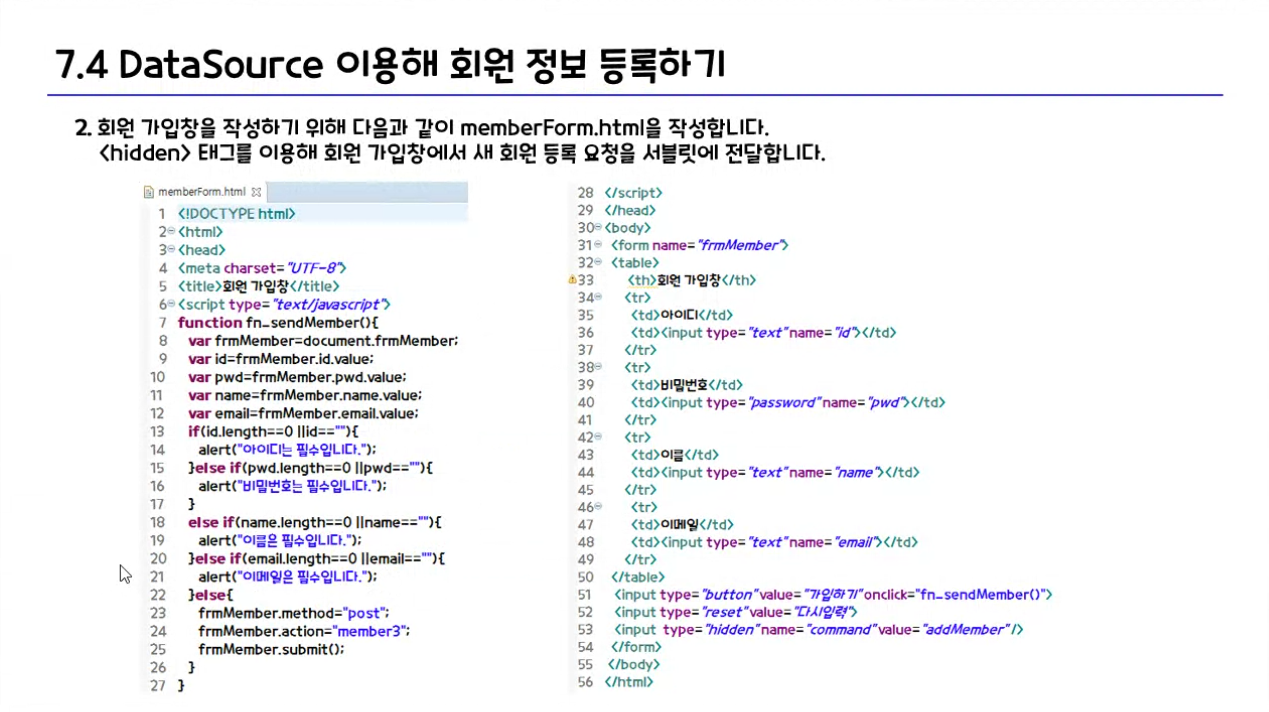 7.4 DataSource 이용해 회원 정보 등록하기
2. 회원 가입창을 작성하기 위해 다음과 같이 memberForm.html을 작성합니다.
<hidden> 태그를 이용해 회원 가입창에서 새 회원 등록 요청을 서블릿에 전달합니다.
memberForm.html
1 <!DOCTYPE html>
2 <html>
3 <head>
4 <meta charset="UTF-8">
5 <title>회원 가입창</title>
6 <script type="text/javascript">
7 function fn_sendMember(){
8 var frmMember=document.frmMember;
9 var id=frmMember.id.value;
10 var pwd=frmMember.pwd.value;
11 var name=frmMember.name.value;
12 var email=frmMember.email.value;
13 if(id.length==0 ||id==""){
14 alert("아이디는 필수입니다.");
15 }else if(pwd.length==0 ||pwd==""){
16 alert("비밀번호는 필수입니다.");
17 }
18 else if(name.length==0 ||name==""){
19 alert("이름은 필수입니다.");
20 }else if(email.length==0 ||email==""){
21 alert("이메일은 필수입니다.");
22 }else{
23 frmMember.method="post";
24 frmMember.action="member3";
25 frmMember.submit();
26 }
27 }
28 </script>
29 </head>
30 <body>
31 <form name="frmMember">
32 <table>
33 <th>회원 가입창</th>
34 <tr>
35 <td>아이디</td>
36 <td><input type="text"name="id"></td>
37 </tr>
38 <tr>
39 <td>비밀번호</td>
40 <td><input type="password"name="pwd"></td>
41 </tr>
42 <tr>
43 <td>이름</td>
44 <td><input type="text"name="name"></td>
45 </tr>
46 <tr>
47 <td>이메일</td>
48 <td><input type="text"name="email"></td>
49 </tr>
50 </table>
51 <input type="button"value="가입하기"onclick="fn_sendMember()">
52 <input type="reset"value="다시입력">
53 <input type="hidden"name="command"value="addMember"/>
54 </form>
55 </body>
56 </html>